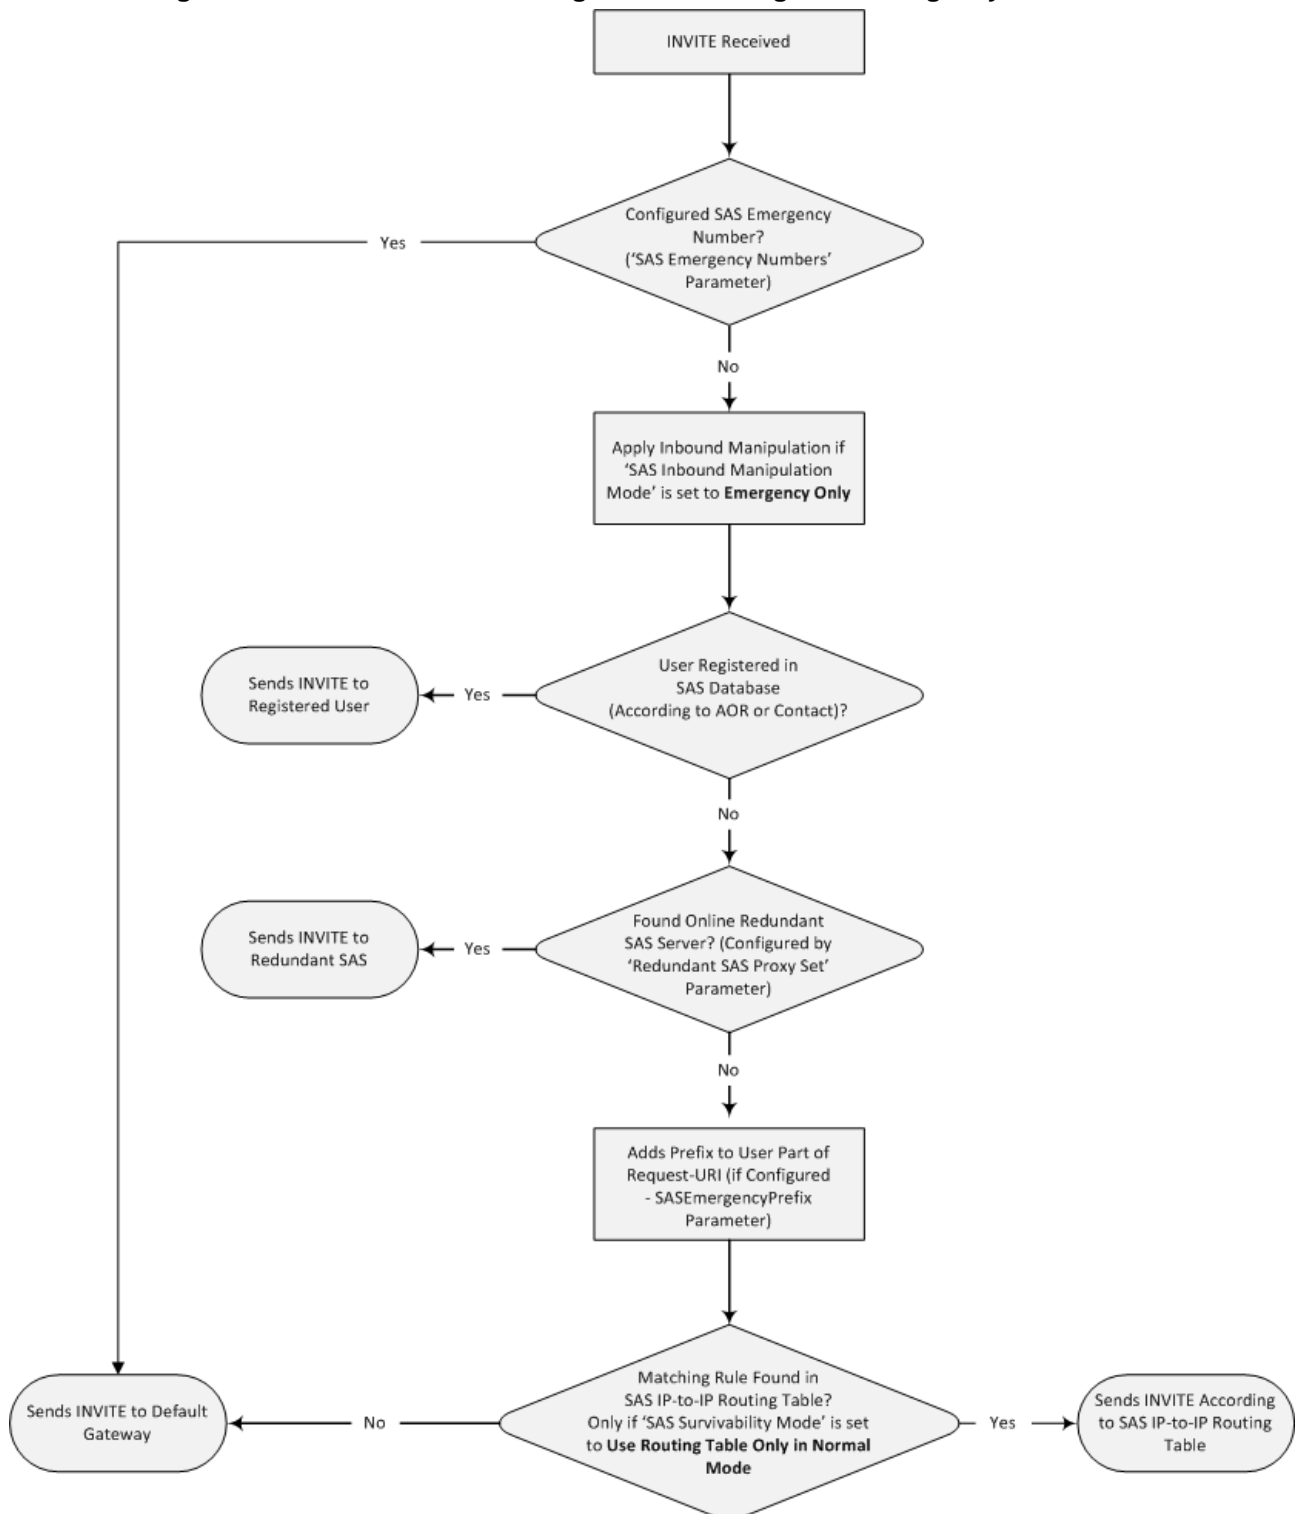 INVITE Received
Configured SAS Emergency
Number?
(‘SAS Emergency Numbers’
Parameter)
Yes
No
Apply Inbound Manipulation if
‘SAS Inbound Manipulation
Mode’ is set to Emergency Only
User Registered in
SAS Database
(According to AOR or Contact)?
Yes
Sends INVITE to
Registered User
No
Found Online Redundant
SAS Server? (Configured by
‘Redundant SAS Proxy Set’
Parameter)
Yes
Sends INVITE to
Redundant SAS
No
Adds Prefix to User Part of
Request-URI (if Configured
- SASEmergencyPrefix
Parameter)
Matching Rule Found in
SAS IP-to-IP Routing Table?
Only if ‘SAS Survivability Mode’ is set
to Use Routing Table Only in Normal
Mode
No
Sends INVITE to Default
Gateway
Yes
Sends INVITE According
to SAS IP-to-IP Routing
Table